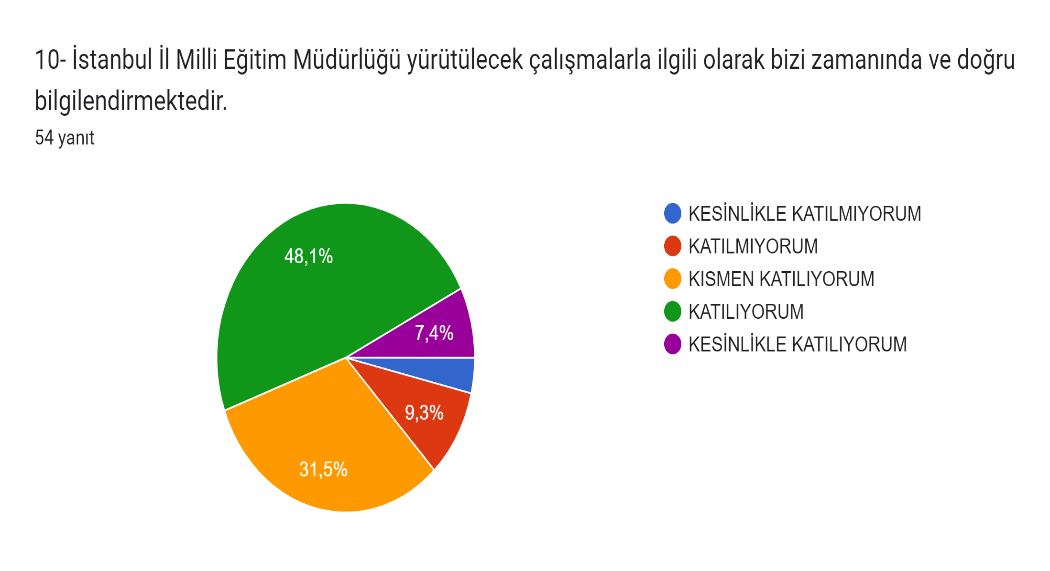 10- İstanbul İl Milli Eğitim Müdürlüğü yürütülecek çalışmalarla ilgili olarak bizi zamanında ve doğru
bilgilendirmektedir.
54 yanıt
48,1%
7,4%
9,3%
31,5%
KESİNLİKLE KATILMIYORUM
KATILMIYORUM
KISMEN KATILIYORUM
KATILIYORUM
KESİNLİKLE KATILIYORUM